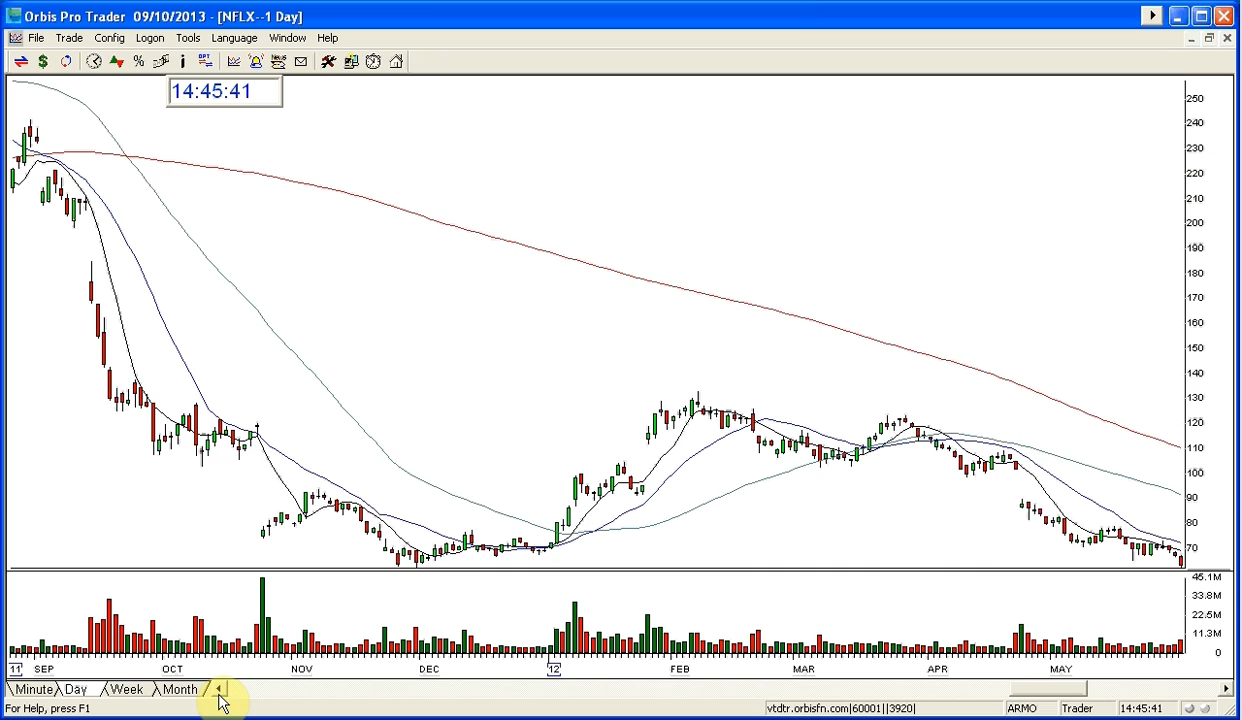 Orbis Pro Trader 09/10/2013 - [NFLX--1 Day]
File Trade Config Logon Tools Language Window Help
14:45:41
250
240
230
220
210
200
190
180
170
160
150
140
130
120
110
100
90
80
70
45.1M
33.8M
22.5M
11.3M
0
11 SEP OCT NOV DEC 12 FEB MAR APR MAY
Minute Day Week Month
For Help, press F1 vtdtr.orbisfn.com|60001||3920| ARMO Trader 14:45:41